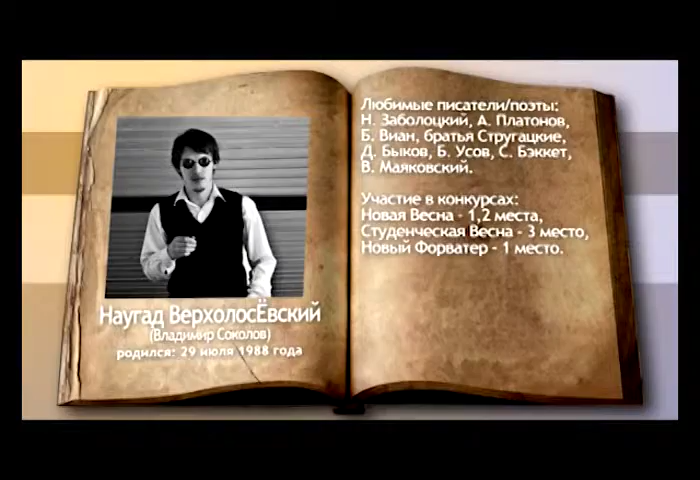 Наугад ВерхолосЁвский
(Владимир Соколов)
родился: 29 июля 1988 года
Любимые писатели/поэты:
Н. Заболоцкий, А. Платонов,
Б. Виан, братья Стругацкие,
Д. Быков, Б. Усов, С. Бэккет,
В. Маяковский.
Участие в конкурсах:
Новая Весна - 1,2 места,
Студенческая Весна - 3 место,
Новый Форватер - 1 место.